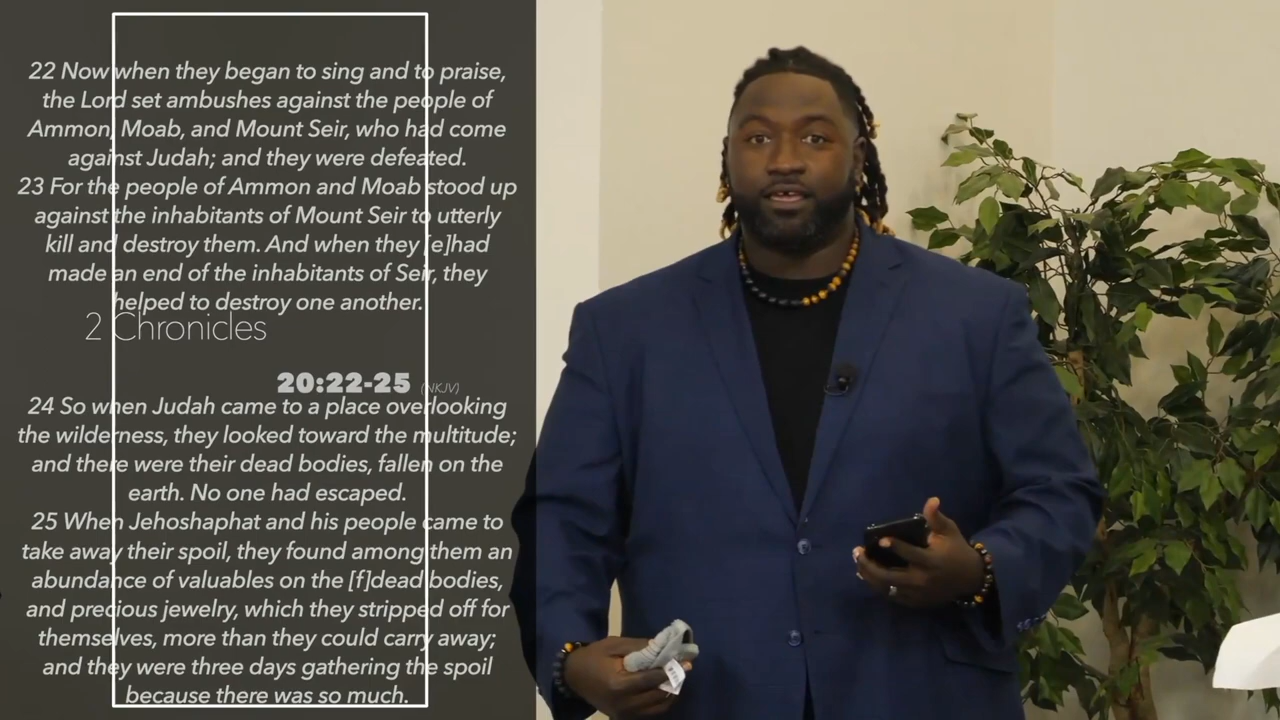 22 Now when they began to sing and to praise,
the Lord set ambushes against the people of
Ammon, Moab, and Mount Seir, who had come
against Judah; and they were defeated.
23 For the people of Ammon and Moab stood up
against the inhabitants of Mount Seir to utterly
kill and destroy them. And when they [e]had
made an end of the inhabitants of Seir, they
helped to destroy one another.
2 Chronicles
20:22-25 (NKJV)
24 So when Judah came to a place overlooking
the wilderness, they looked toward the multitude;
and there were their dead bodies, fallen on the
earth. No one had escaped.
25 When Jehoshaphat and his people came to
take away their spoil, they found among them an
abundance of valuables on the [f]dead bodies,
and precious jewelry, which they stripped off for
themselves, more than they could carry away;
and they were three days gathering the spoil
because there was so much.